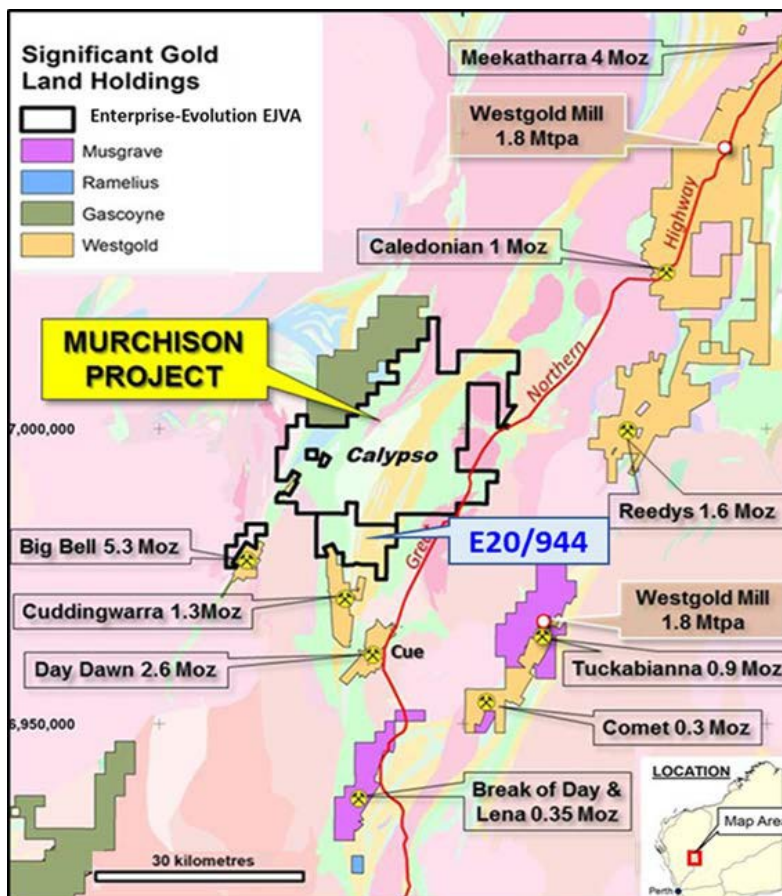 Significant Gold
Land Holdings
Enterprise-Evolution EJVA
Musgrave
Ramelius
Gascoyne
Westgold
Meekatharra 4 Moz
Westgold Mill
1.8 Mtpa
Highway
Caledonian 1 Moz
MURCHISON
PROJECT
Northern
7,000,000
Calypso
Reedys 1.6 Moz
Great
E20/944
Big Bell 5.3 Moz
Cuddingwarra 1.3Moz
Westgold Mill
1.8 Mtpa
Day Dawn 2.6 Moz
Cue
Tuckabianna 0.9 Moz
6,950,000
Comet 0.3 Moz
LOCATION
Break of Day &
Lena 0.35 Moz
Map Area
30 kilometres
Perth